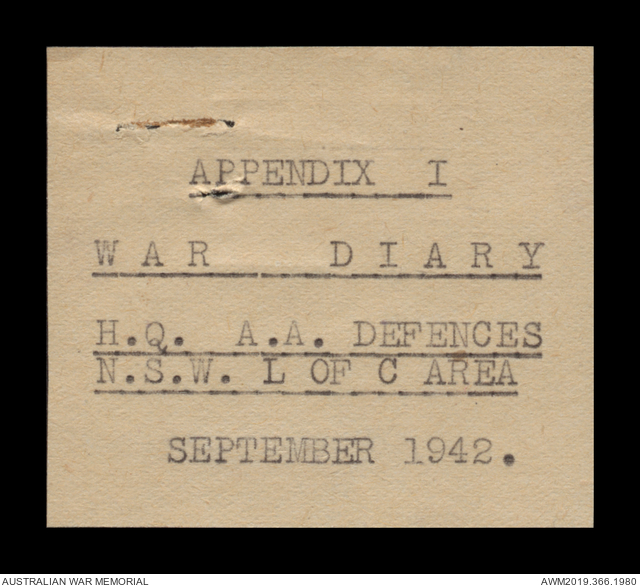 APPENDIX I
WAR DIARY
H.Q. A.A. DEFENCES
N.S.W. L OF C AREA
SEPTEMBER 1942.
AUSTRALIAN WAR MEMORIAL AWM2019.366.1980